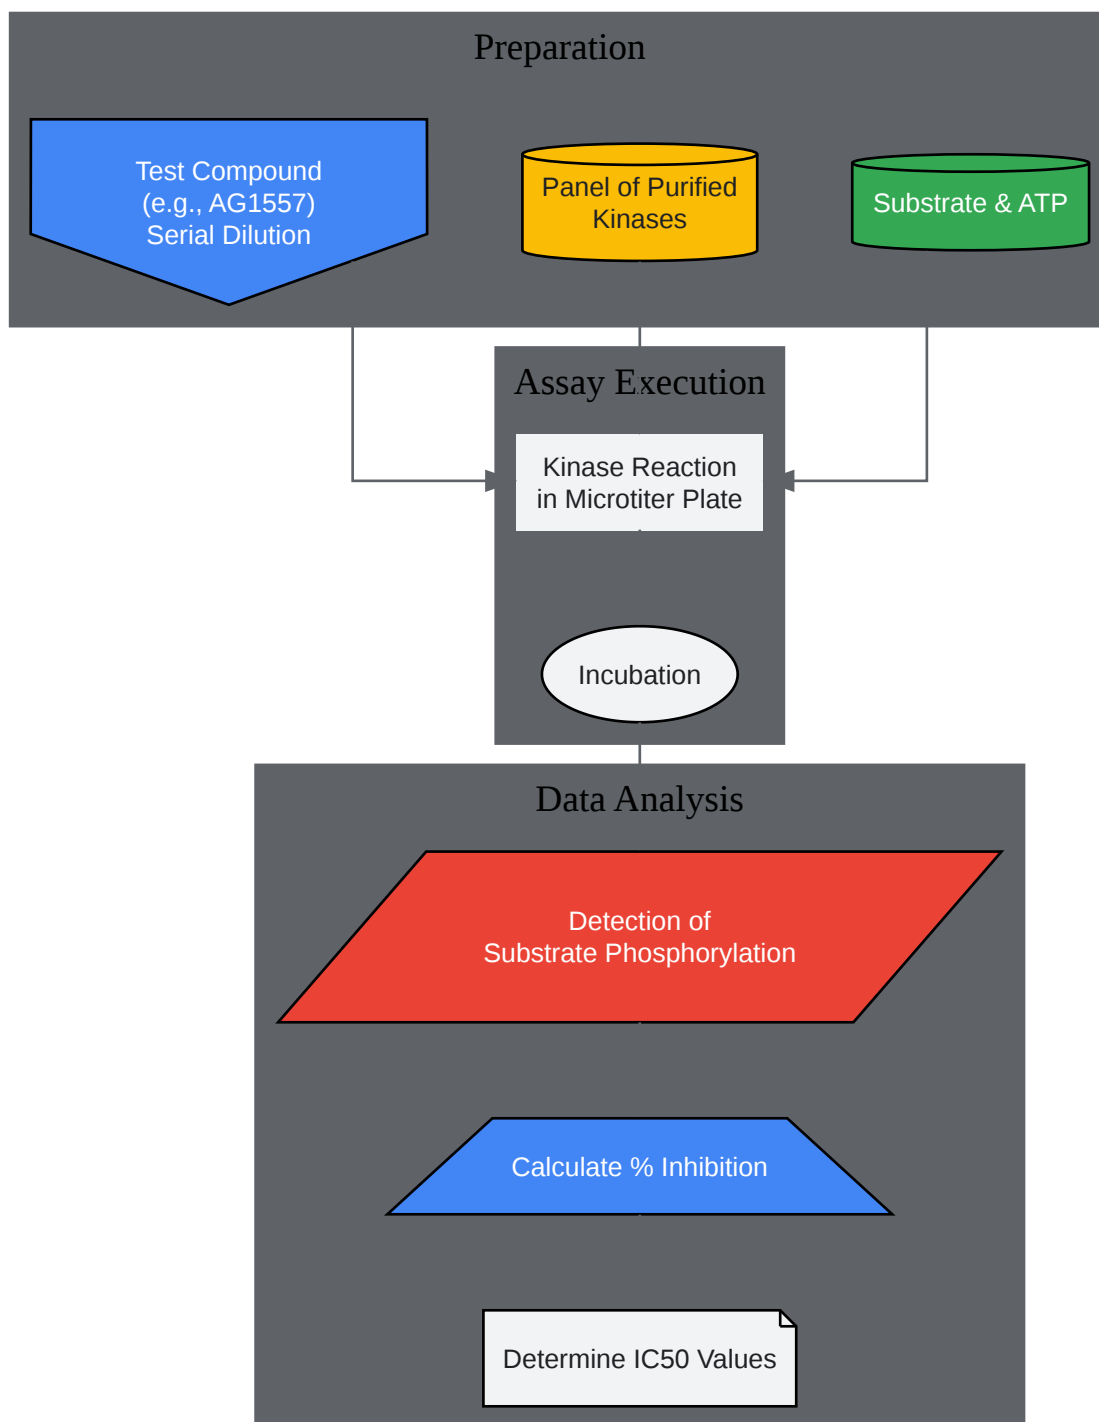 Preparation
Test Compound
(e.g., AG1557)
Serial Dilution
Panel of Purified
Kinases
Substrate & ATP
Assay Execution
Kinase Reaction
in Microtiter Plate
Incubation
Data Analysis
Detection of
Substrate Phosphorylation
Calculate % Inhibition
Determine IC50 Values